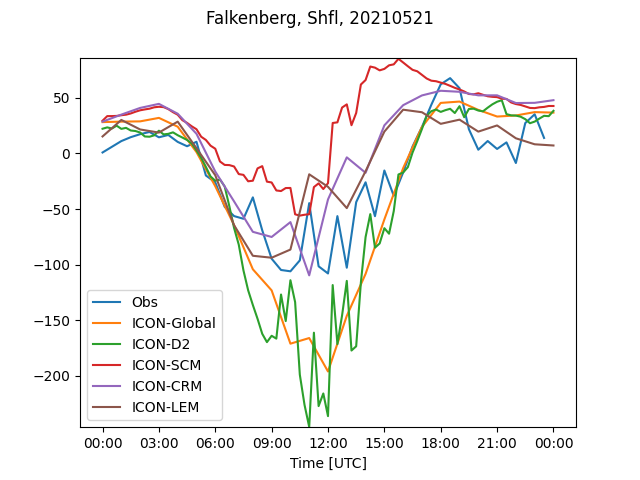 Falkenberg, Shfl, 20210521
50
0
−50
−100
−150
−200
Obs
ICON-Global
ICON-D2
ICON-SCM
ICON-CRM
ICON-LEM
00:00 03:00 06:00 09:00 12:00 15:00 18:00 21:00 00:00
Time [UTC]